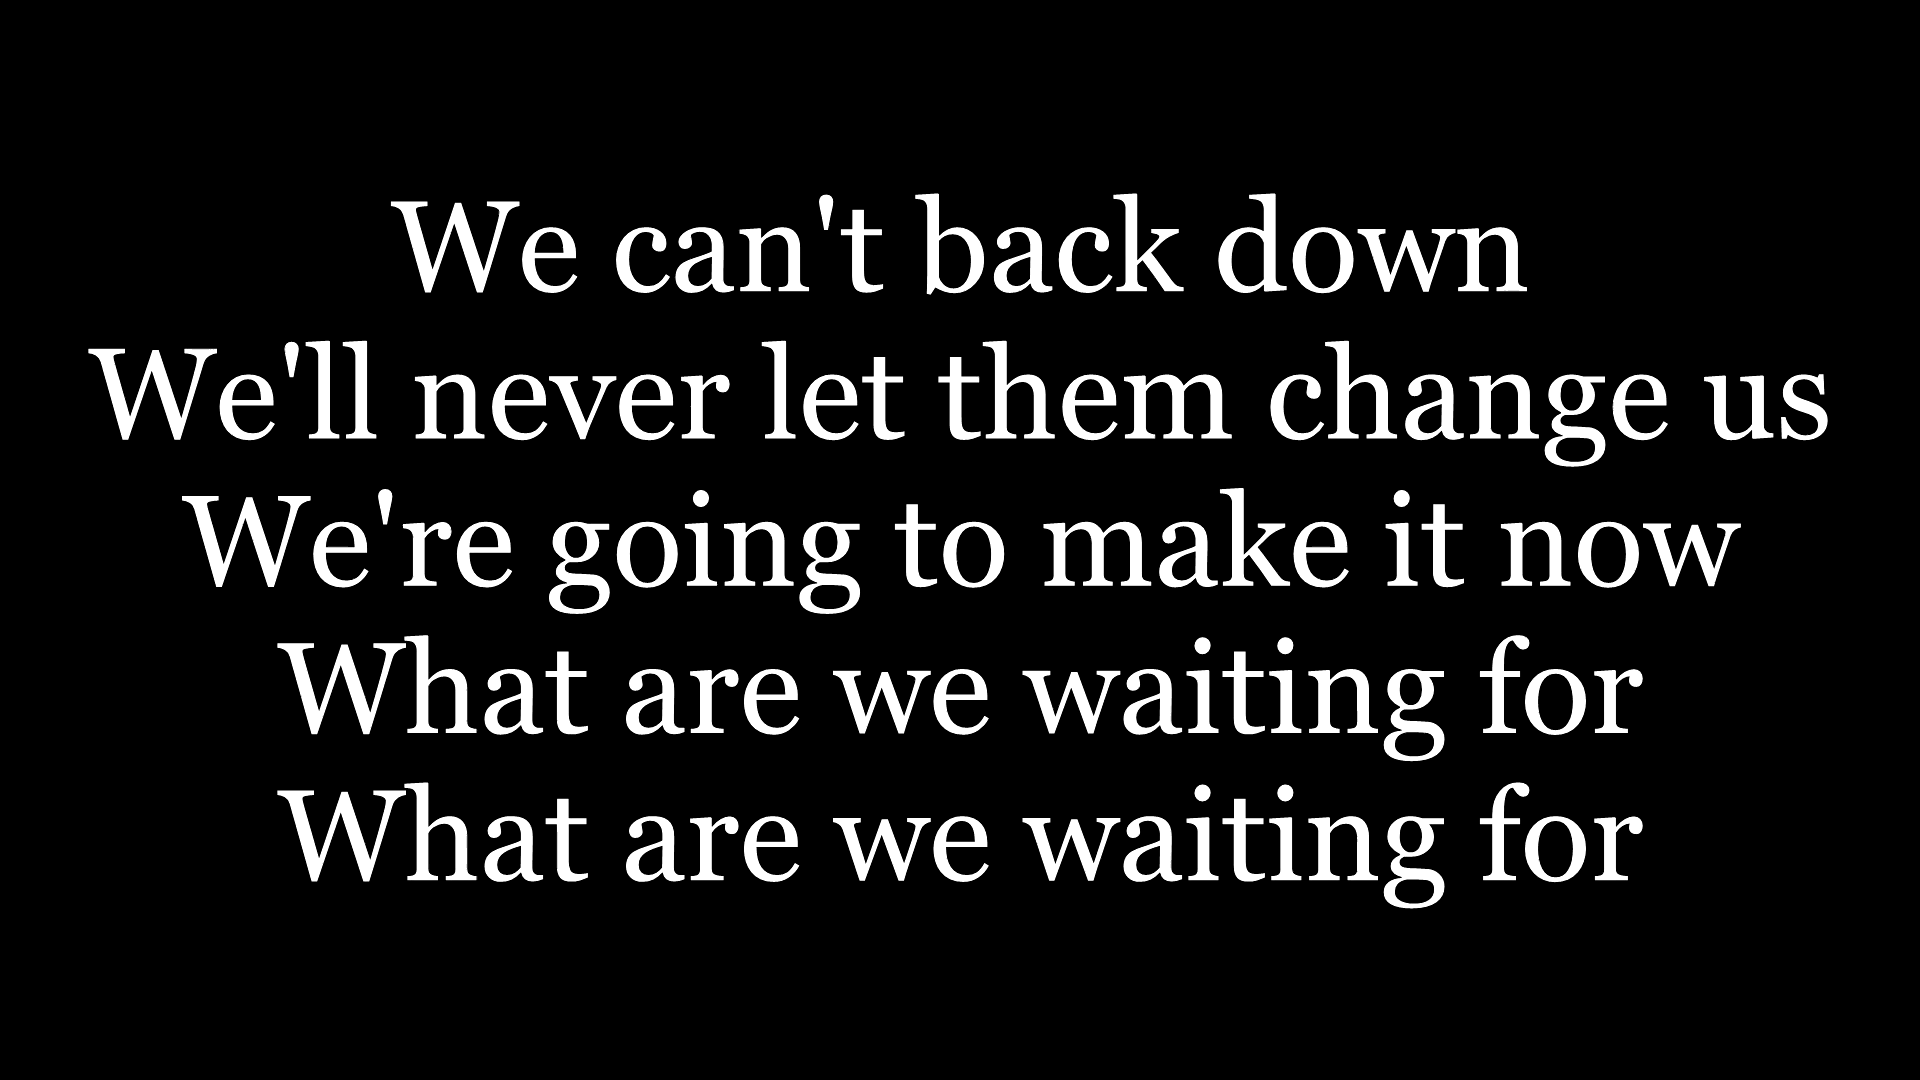 We can't back down
We'll never let them change us
We're going to make it now
What are we waiting for
What are we waiting for